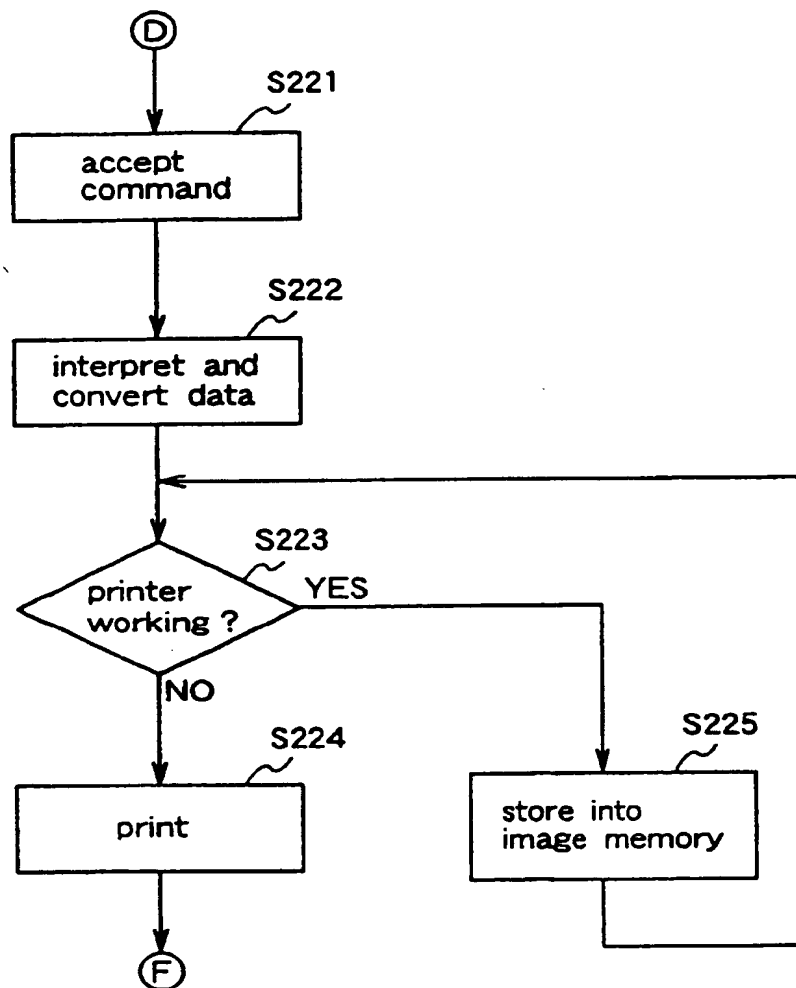 D
S221
accept
command
S222
interpret and
convert data
S223
printer
working ?
YES
NO
S224
print
S225
store into
image memory
F